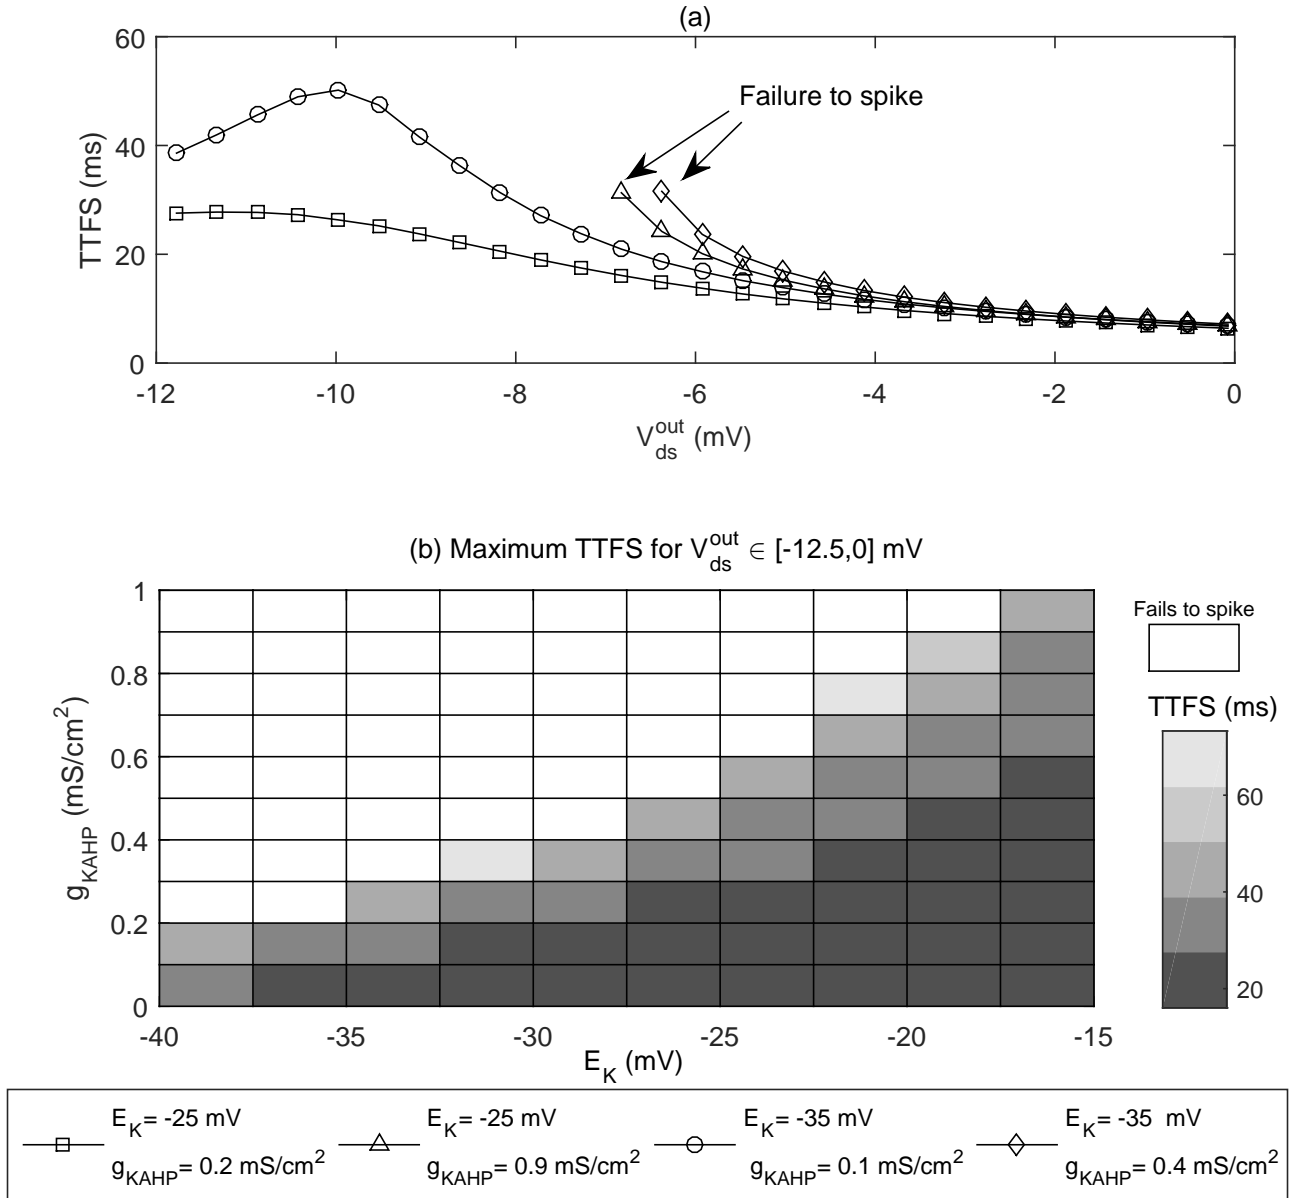 (a)
60
40
20
0
TTFS (ms)
Failure to spike
-12 -10 -8 -6 -4 -2 0
V_ds^out (mV)
(b) Maximum TTFS for V_ds^out ∈ [-12.5,0] mV
1
0.8
0.6
0.4
0.2
0
g_KAHP (mS/cm^2)
-40 -35 -30 -25 -20 -15
E_K (mV)
Fails to spike
TTFS (ms)
60
40
20
E_K= -25 mV
g_KAHP= 0.2 mS/cm^2
E_K= -25 mV
g_KAHP= 0.9 mS/cm^2
E_K= -35 mV
g_KAHP= 0.1 mS/cm^2
E_K= -35 mV
g_KAHP= 0.4 mS/cm^2